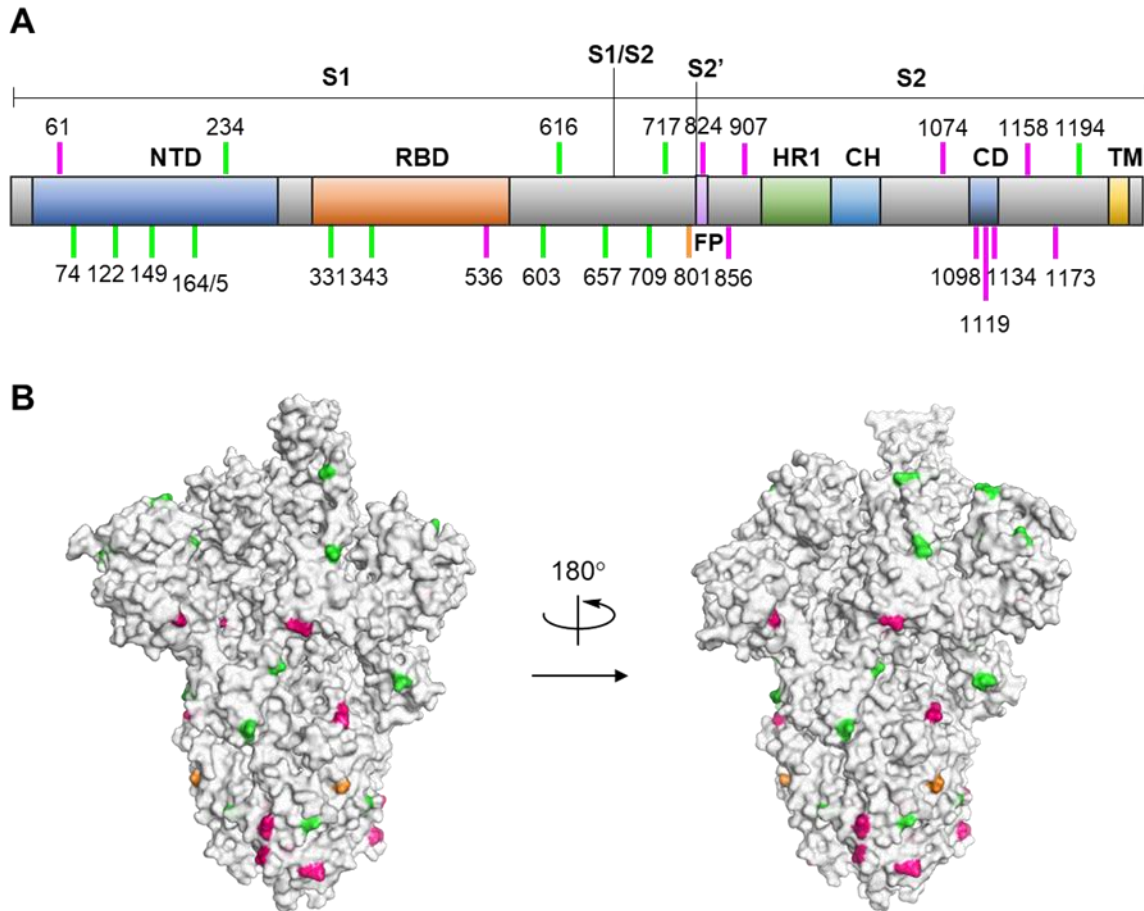 A
S1/S2
S1 S2' S2
61 234 616 717 824 907 1074 1158 1194
NTD RBD HR1 CH CD TM
FP
74 122 149 164/5 331 343 536 603 657 709 801 856 1098 1134 1173
1119
B
180°